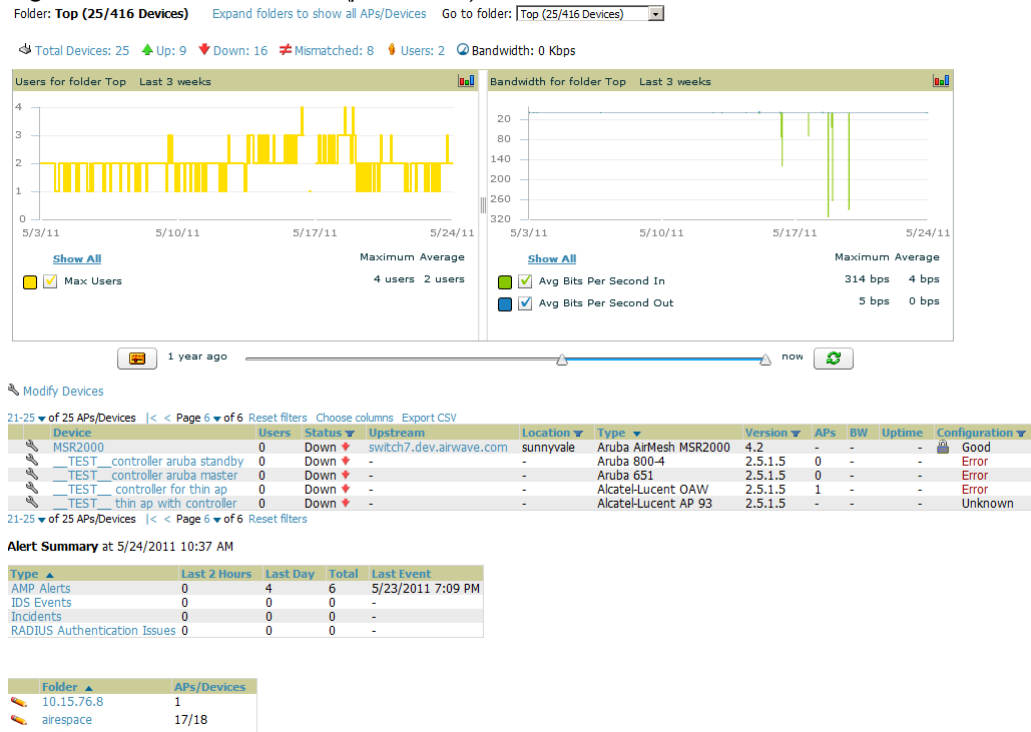 Folder: Top (25/416 Devices) Expand folders to show all APs/Devices Go to folder: Top (25/416 Devices)
Total Devices: 25 Up: 9 Down: 16 Mismatched: 8 Users: 2 Bandwidth: 0 Kbps
Users for folder Top Last 3 weeks
4
3
2
1
0
5/3/11 5/10/11 5/17/11 5/24/11
Show All Maximum Average
Max Users 4 users 2 users
Bandwidth for folder Top Last 3 weeks
20
80
140
200
260
320
5/3/11 5/10/11 5/17/11 5/24/11
Show All Maximum Average
Avg Bits Per Second In 314 bps 4 bps
Avg Bits Per Second Out 5 bps 0 bps
1 year ago now
Modify Devices
21-25 of 25 APs/Devices |< < Page 6 of 6 Reset filters Choose columns Export CSV
Device Users Status Upstream Location Type Version APs BW Uptime Configuration
MSR2000 0 Down switch7.dev.airwave.com sunnyvale Aruba AirMesh MSR2000 4.2 - - - Good
__TEST__controller aruba standby 0 Down - - Aruba 800-4 2.5.1.5 0 - - Error
__TEST__controller aruba master 0 Down - - Aruba 651 2.5.1.5 0 - - Error
__TEST__ controller for thin ap 0 Down - - Alcatel-Lucent OAW 2.5.1.5 1 - - Error
__TEST__ thin ap with controller 0 Down - - Alcatel-Lucent AP 93 2.5.1.5 - - - Unknown
21-25 of 25 APs/Devices |< < Page 6 of 6 Reset filters
Alert Summary at 5/24/2011 10:37 AM
Type Last 2 Hours Last Day Total Last Event
AMP Alerts 0 4 6 5/23/2011 7:09 PM
IDS Events 0 0 0 -
Incidents 0 0 0 -
RADIUS Authentication Issues 0 0 0 -
Folder APs/Devices
10.15.76.8 1
airespace 17/18